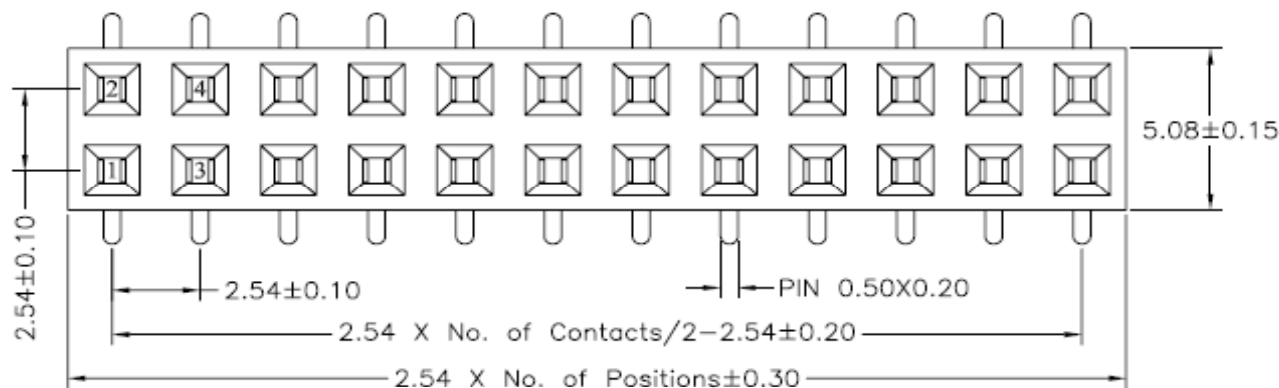 2 4
5.08±0.15
1 3
2.54±0.10
2.54±0.10
PIN 0.50X0.20
2.54 X No. of Contacts/2-2.54±0.20
2.54 X No. of Positions±0.30